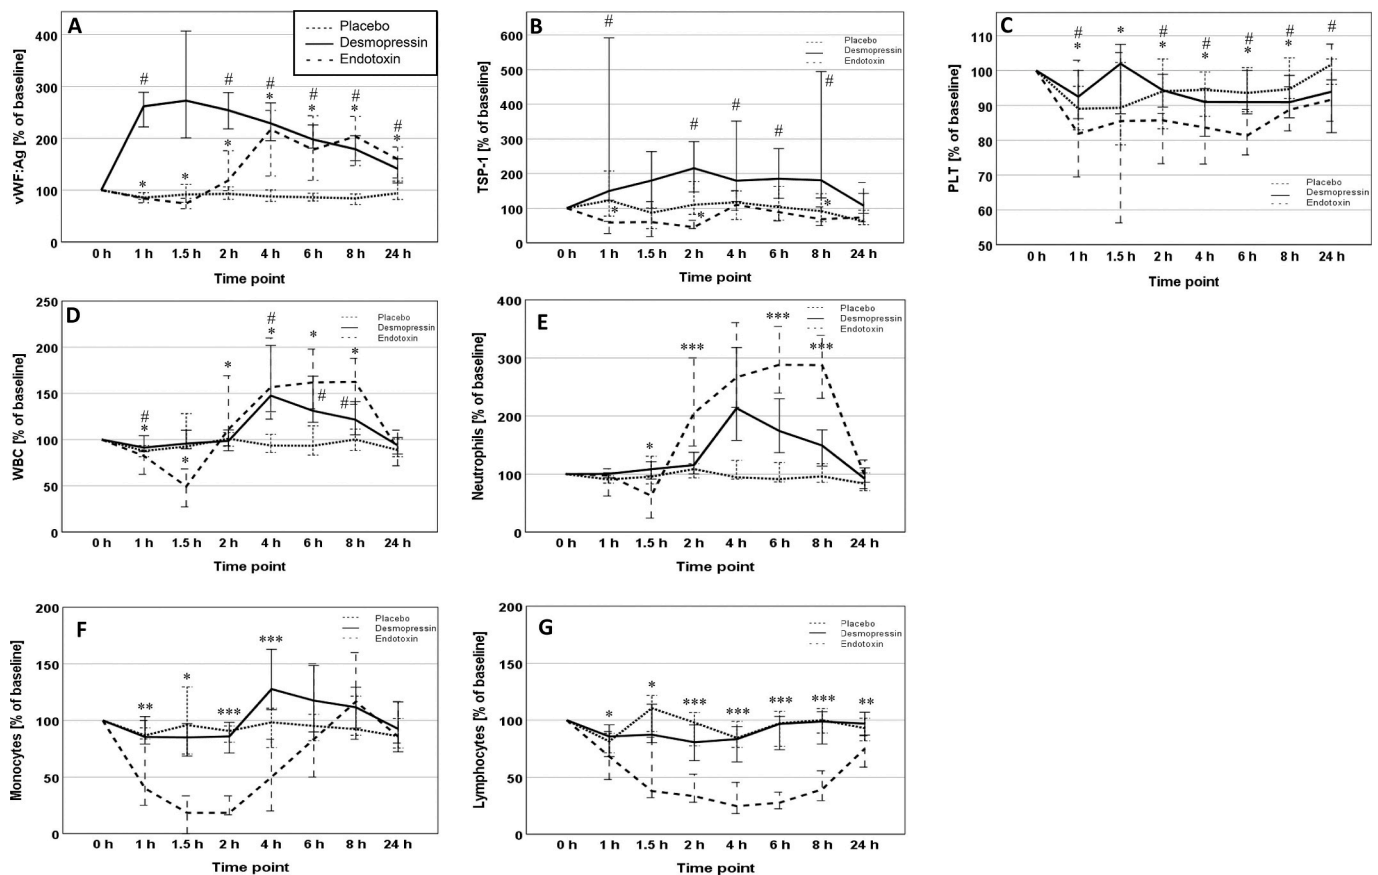 A
vWF:Ag [% of baseline]
400
300
200
100
0
Placebo
Desmopressin
Endotoxin
#
#
#
*
#
*
#
*
#
*
*
*
*
0 h 1 h 1.5 h 2 h 4 h 6 h 8 h 24 h
Time point
B
TSP-1 [% of baseline]
600
500
400
300
200
100
0
Placebo
Desmopressin
Endotoxin
#
#
#
#
#
*
*
*
0 h 1 h 1.5 h 2 h 4 h 6 h 8 h 24 h
Time point
C
PLT [% of baseline]
110
100
90
80
70
60
50
#
*
*
#
*
#
*
#
*
#
*
#
Placebo
Desmopressin
Endotoxin
0 h 1 h 1.5 h 2 h 4 h 6 h 8 h 24 h
Time point
D
WBC [% of baseline]
250
200
150
100
50
0
Placebo
Desmopressin
Endotoxin
#
*
*
*
#
*
*
#
*
#
0 h 1 h 1.5 h 2 h 4 h 6 h 8 h 24 h
Time point
E
Neutrophils [% of baseline]
400
300
200
100
0
Placebo
Desmopressin
Endotoxin
*
***
***
***
0 h 1 h 1.5 h 2 h 4 h 6 h 8 h 24 h
Time point
F
Monocytes [% of baseline]
200
150
100
50
0
Placebo
Desmopressin
Endotoxin
**
*
***
***
0 h 1 h 1.5 h 2 h 4 h 6 h 8 h 24 h
Time point
G
Lymphocytes [% of baseline]
200
150
100
50
0
Placebo
Desmopressin
Endotoxin
*
*
***
***
***
***
**
0 h 1 h 1.5 h 2 h 4 h 6 h 8 h 24 h
Time point